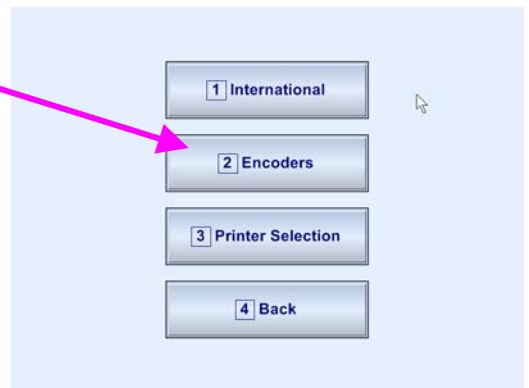 1 International
2 Encoders
3 Printer Selection
4 Back